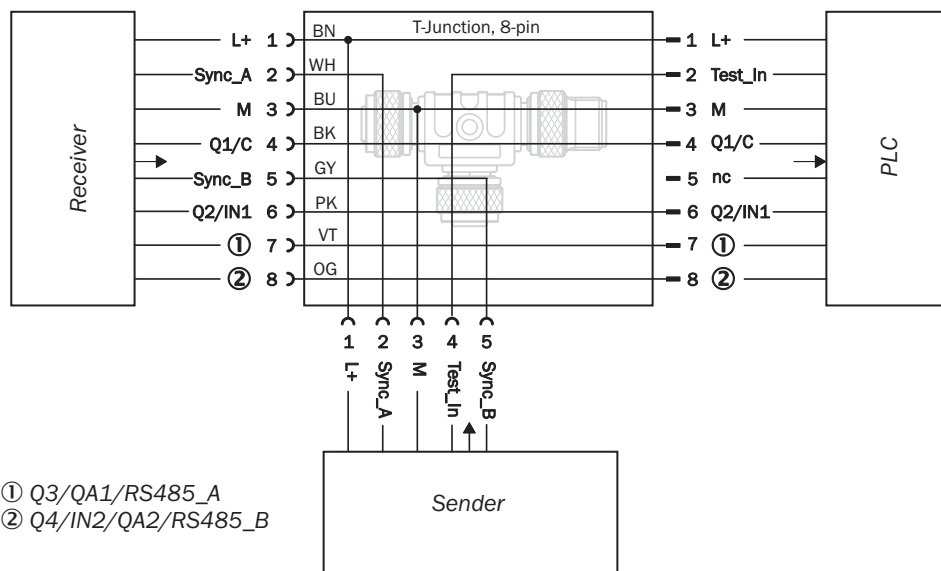 T-Junction, 8-pin
L+ 1 BN 1 L+
Sync_A 2 WH 2 Test_In
M 3 BU 3 M
Q1/C 4 BK 4 Q1/C
Sync_B 5 GY 5 nc
Q2/IN1 6 PK 6 Q2/IN1
① 7 VT 7 ①
② 8 OG 8 ②
Receiver
PLC
1 2 3 4 5
L+ Sync_A M Test_In Sync_B
Sender
① Q3/QA1/RS485_A
② Q4/IN2/QA2/RS485_B